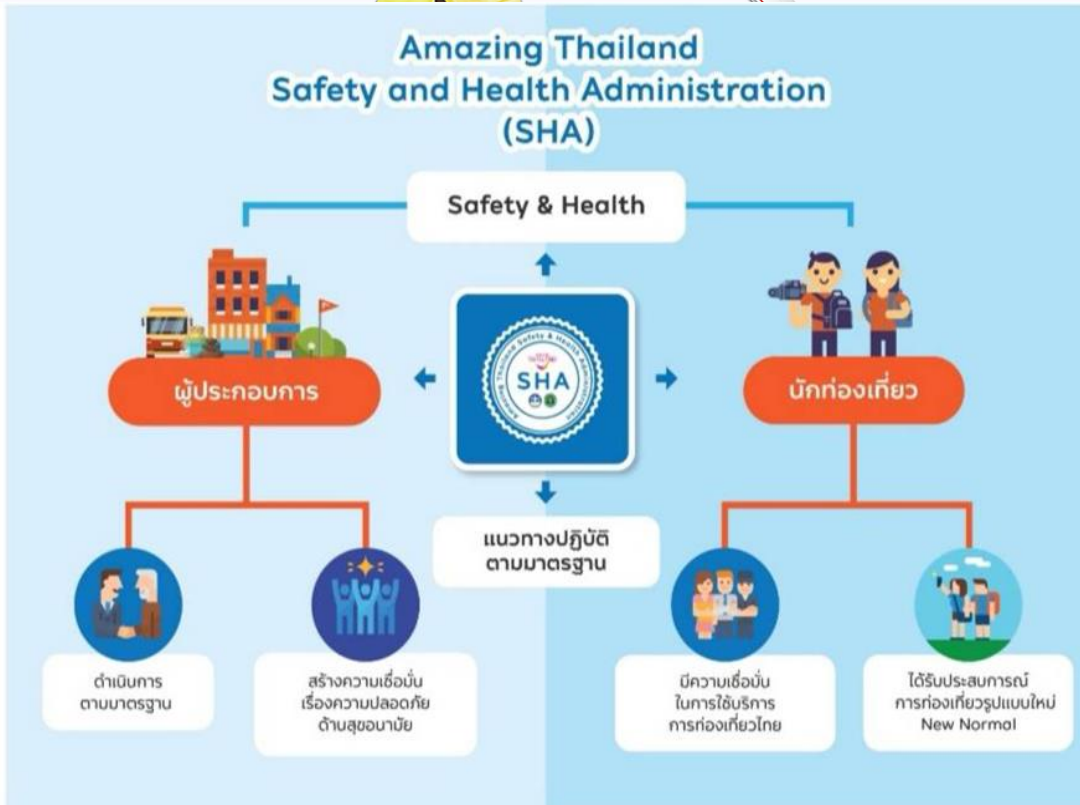 Amazing Thailand
Safety and Health Administration
(SHA)
Safety & Health
Amazing Thailand Safety & Health Administration
SHA
ผู้ประกอบการ
นักท่องเที่ยว
แนวทางปฏิบัติ
ตามมาตรฐาน
ดำเนินการ
ตามมาตรฐาน
สร้างความเชื่อมั่น
เรื่องความปลอดภัย
ด้านสุขอนามัย
มีความเชื่อมั่น
ในการใช้บริการ
การท่องเที่ยวไทย
ได้รับประสบการณ์
การท่องเที่ยวรูปแบบใหม่
New Normal